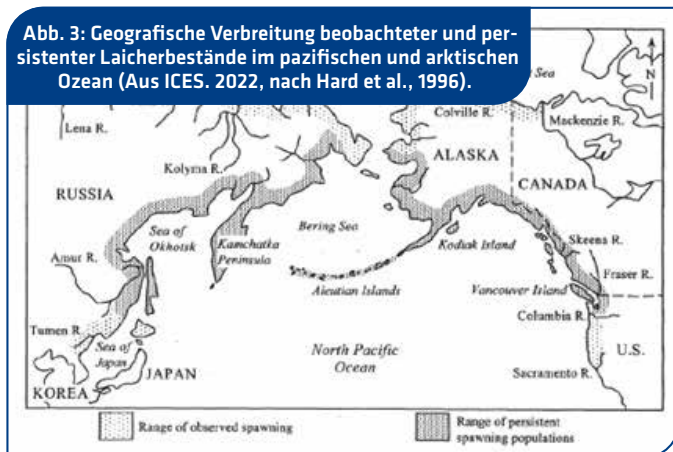 Abb. 3: Geografische Verbreitung beobachteter und per-
sistenter Laicherbestände im pazifischen und arktischen
Ozean (Aus ICES. 2022, nach Hard et al., 1996).
Sea
N
Lena R.
Colville R.
Mackenzie R.
Kolyma R.
ALASKA
RUSSIA
CANADA
Sea of
Okhotsk
Kamchatka
Peninsula
Bering Sea
Kodiak Island
Skeena R.
Amur R.
Fraser R.
Aleutian Islands
Vancouver Island
Columbia R.
Tumen R.
Sea of
Japan
North Pacific
Ocean
U.S.
KOREA
JAPAN
Sacramento R.
Range of observed spawning
Range of persistent
spawning populations